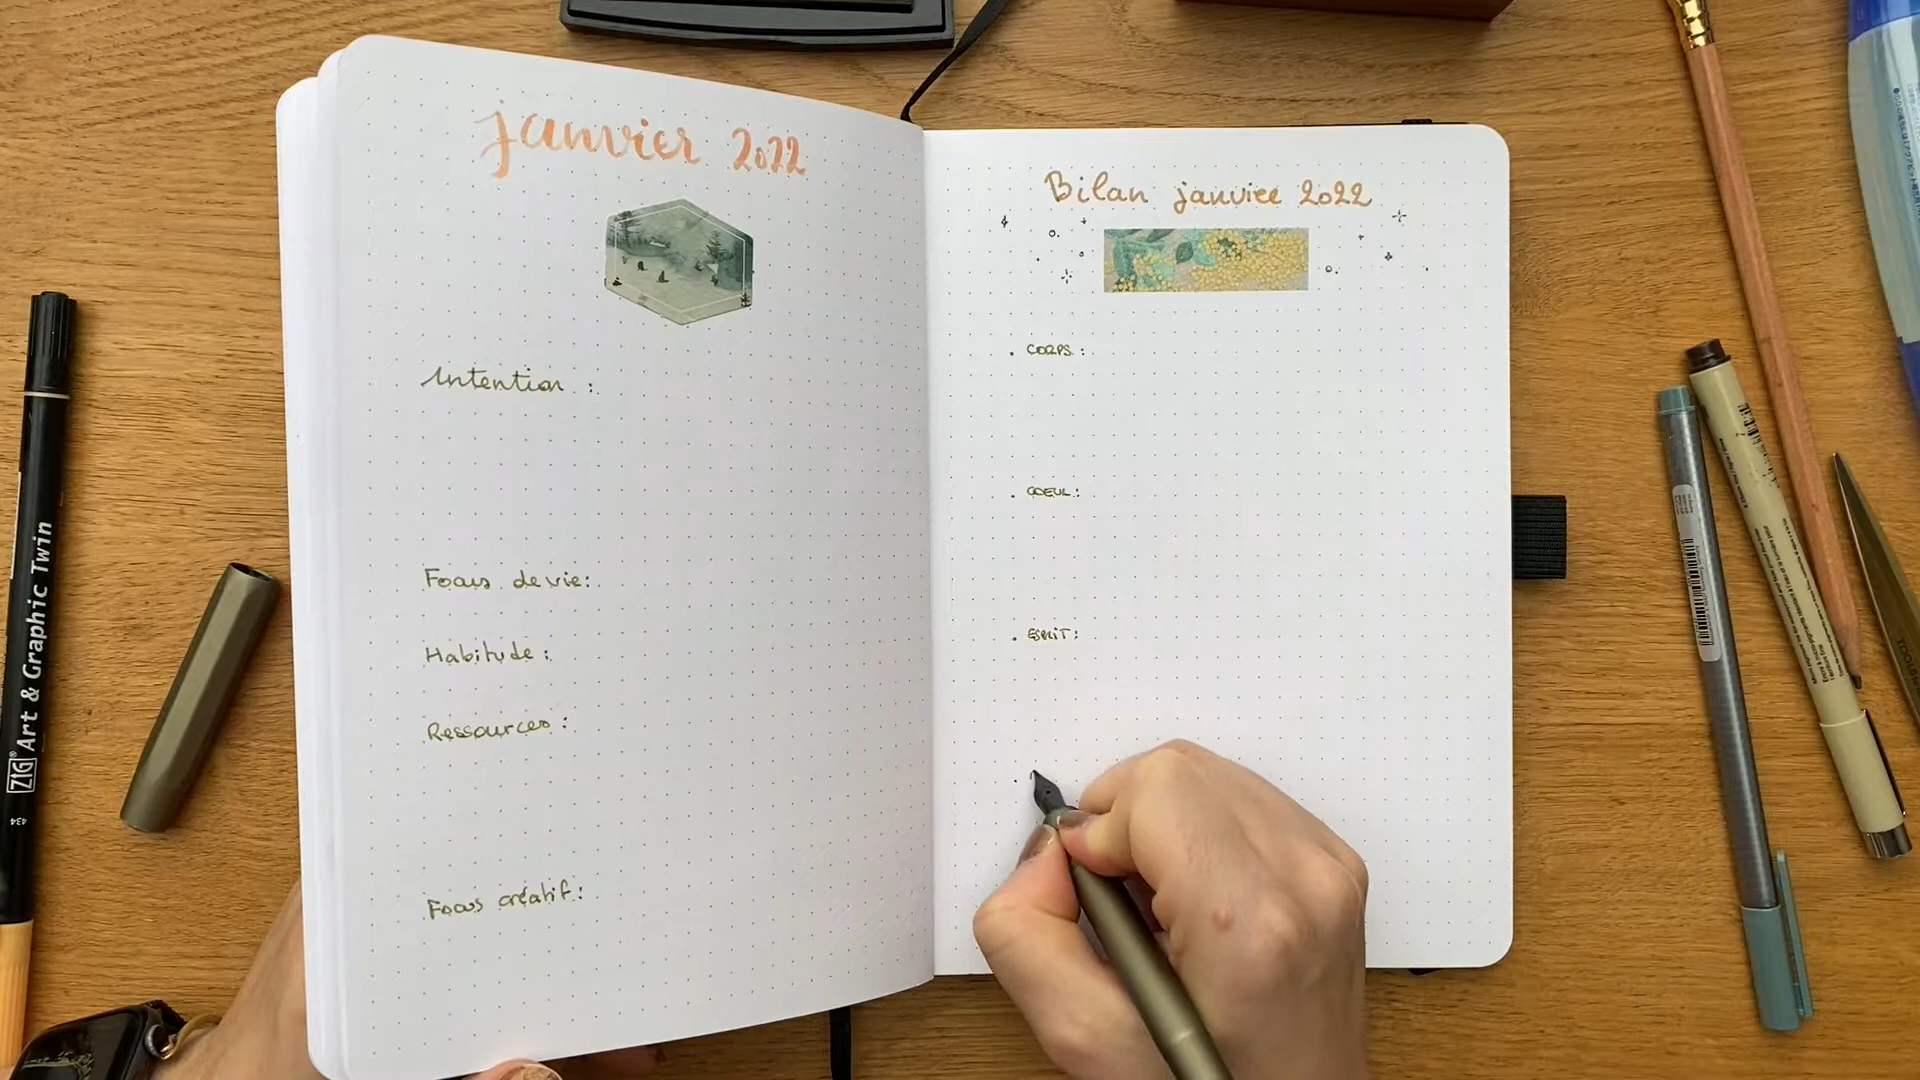 janvier 2022
Intention :
Focus de vie :
Habitude :
Ressources :
Focus créatif :
Bilan janvier 2022
. CORPS :
. COEUR :
. ESPRIT :
.
ZIG Art & Graphic Twin
434